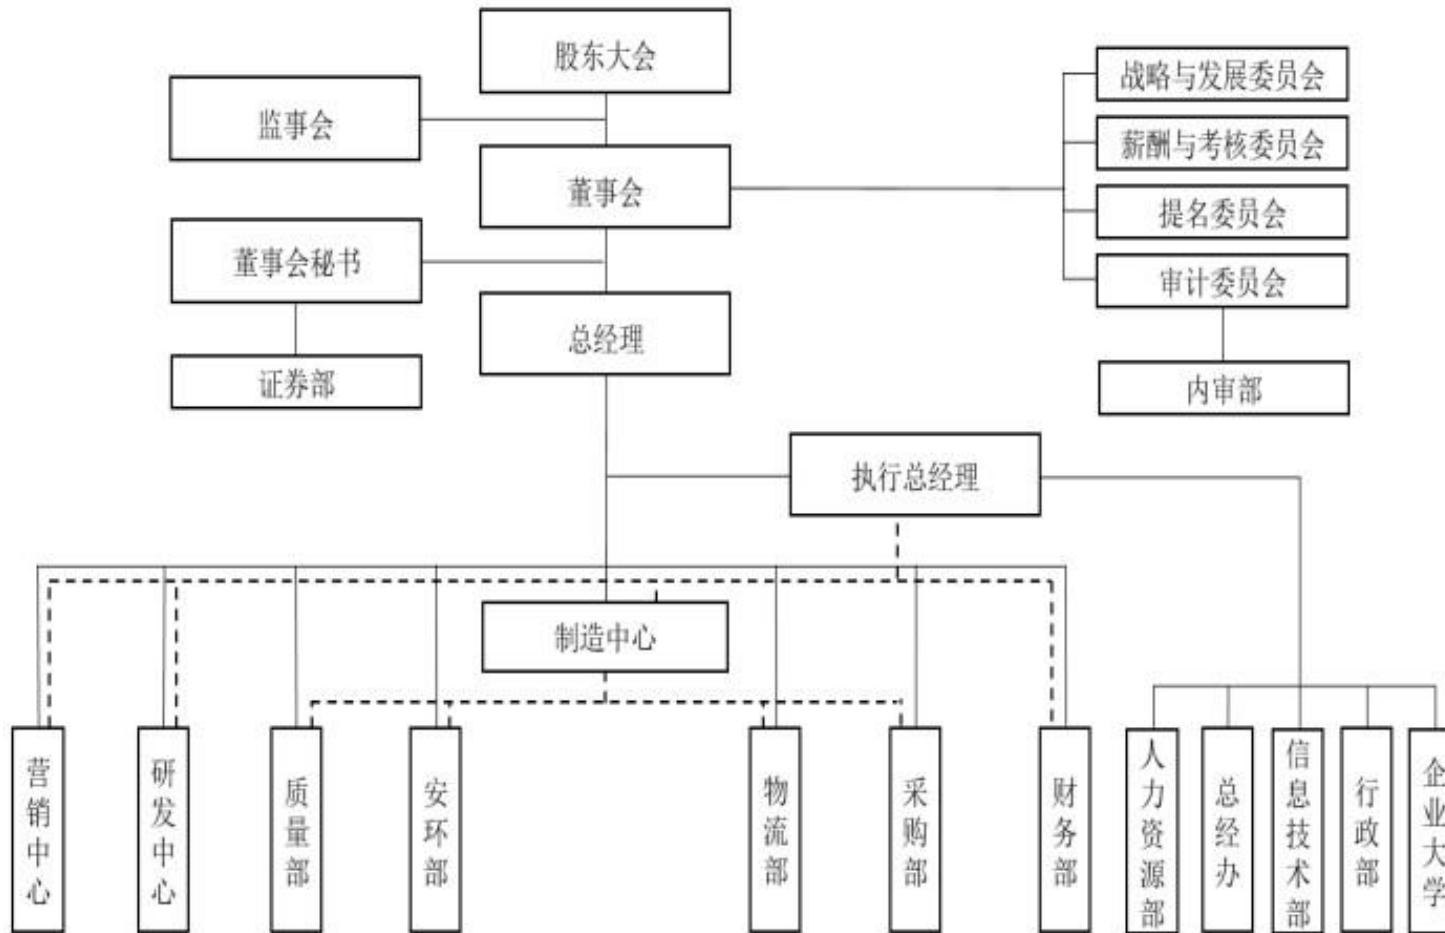 股东大会
监事会
战略与发展委员会
薪酬与考核委员会
董事会
提名委员会
董事会秘书
审计委员会
总经理
证券部
内审部
执行总经理
制造中心
营销中心
研发中心
质量部
安环部
物流部
采购部
财务部
人力资源部
总经办
信息技术部
行政部
企业大学